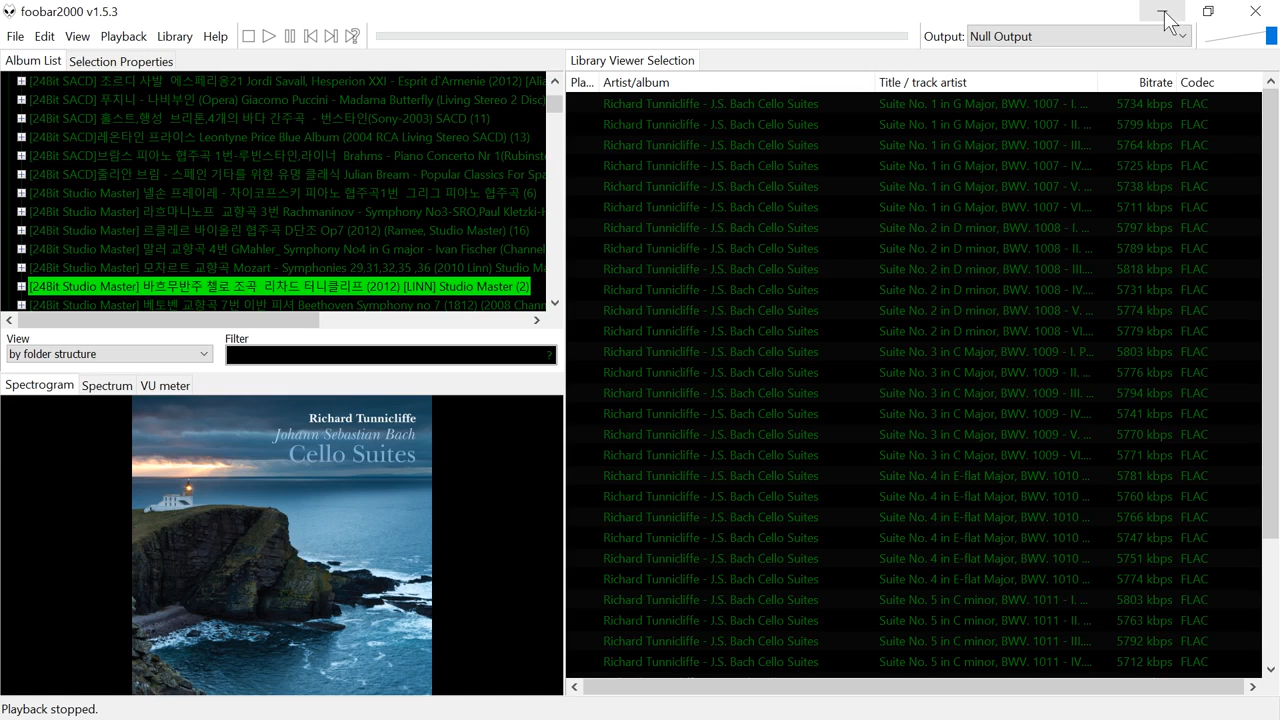 foobar2000 v1.5.3
File Edit View Playback Library Help
Output: Null Output
Album List Selection Properties
[24Bit SACD] 조르디 사발 에스페리옹21 Jordi Savall, Hesperion XXI - Esprit d`Armenie (2012) [Alia
[24Bit SACD] 푸치니 - 나비부인 (Opera) Giacomo Puccini - Madama Butterfly (Living Stereo 2 Disc)
[24Bit SACD] 홀스트,행성 브리튼,4개의 바다 간주곡 - 번스타인(Sony-2003) SACD (11)
[24Bit SACD]레온타인 프라이스 Leontyne Price Blue Album (2004 RCA Living Stereo SACD) (13)
[24Bit SACD]브람스 피아노 협주곡 1번-루빈스타인,라이너 Brahms - Piano Concerto Nr 1(Rubinst
[24Bit SACD]줄리안 브림 - 스페인 기타를 위한 유명 클래식 Julian Bream - Popular Classics For Spa
[24Bit Studio Master] 넬손 프레이레 - 차이코프스키 피아노 협주곡1번 그리그 피아노 협주곡 (6)
[24Bit Studio Master] 라흐마니노프 교향곡 3번 Rachmaninov - Symphony No3-SRO,Paul Kletzki-H
[24Bit Studio Master] 르클레르 바이올린 협주곡 D단조 Op7 (2012) (Ramee, Studio Master) (16)
[24Bit Studio Master] 말러 교향곡 4번 GMahler_ Symphony No4 in G major - Ivan Fischer (Channel
[24Bit Studio Master] 모차르트 교향곡 Mozart - Symphonies 29,31,32,35 ,36 (2010 Linn) Studio Ma
[24Bit Studio Master] 바흐무반주 첼로 조곡 리차드 터니클리프 (2012) [LINN] Studio Master (2)
[24Bit Studio Master] 베토벤 교향곡 7번 이반 피셔 Beethoven Symphony no 7 (1812) (2008 Chann
View Filter
by folder structure ?
Spectrogram Spectrum VU meter
Richard Tunnicliffe
Johann Sebastian Bach
Cello Suites
Library Viewer Selection
Pla... Artist/album Title / track artist Bitrate Codec
Richard Tunnicliffe - J.S. Bach Cello Suites Suite No. 1 in G Major, BWV. 1007 - I. ... 5734 kbps FLAC
Richard Tunnicliffe - J.S. Bach Cello Suites Suite No. 1 in G Major, BWV. 1007 - II. ... 5799 kbps FLAC
Richard Tunnicliffe - J.S. Bach Cello Suites Suite No. 1 in G Major, BWV. 1007 - III.... 5764 kbps FLAC
Richard Tunnicliffe - J.S. Bach Cello Suites Suite No. 1 in G Major, BWV. 1007 - IV.... 5725 kbps FLAC
Richard Tunnicliffe - J.S. Bach Cello Suites Suite No. 1 in G Major, BWV. 1007 - V. ... 5738 kbps FLAC
Richard Tunnicliffe - J.S. Bach Cello Suites Suite No. 1 in G Major, BWV. 1007 - VI.... 5711 kbps FLAC
Richard Tunnicliffe - J.S. Bach Cello Suites Suite No. 2 in D minor, BWV. 1008 - I. ... 5797 kbps FLAC
Richard Tunnicliffe - J.S. Bach Cello Suites Suite No. 2 in D minor, BWV. 1008 - II. ... 5789 kbps FLAC
Richard Tunnicliffe - J.S. Bach Cello Suites Suite No. 2 in D minor, BWV. 1008 - III.... 5818 kbps FLAC
Richard Tunnicliffe - J.S. Bach Cello Suites Suite No. 2 in D minor, BWV. 1008 - IV.... 5731 kbps FLAC
Richard Tunnicliffe - J.S. Bach Cello Suites Suite No. 2 in D minor, BWV. 1008 - V. ... 5774 kbps FLAC
Richard Tunnicliffe - J.S. Bach Cello Suites Suite No. 2 in D minor, BWV. 1008 - VI.... 5779 kbps FLAC
Richard Tunnicliffe - J.S. Bach Cello Suites Suite No. 3 in C Major, BWV. 1009 - I. P... 5803 kbps FLAC
Richard Tunnicliffe - J.S. Bach Cello Suites Suite No. 3 in C Major, BWV. 1009 - II. ... 5776 kbps FLAC
Richard Tunnicliffe - J.S. Bach Cello Suites Suite No. 3 in C Major, BWV. 1009 - III. ... 5794 kbps FLAC
Richard Tunnicliffe - J.S. Bach Cello Suites Suite No. 3 in C Major, BWV. 1009 - IV.... 5741 kbps FLAC
Richard Tunnicliffe - J.S. Bach Cello Suites Suite No. 3 in C Major, BWV. 1009 - V. ... 5770 kbps FLAC
Richard Tunnicliffe - J.S. Bach Cello Suites Suite No. 3 in C Major, BWV. 1009 - VI... 5771 kbps FLAC
Richard Tunnicliffe - J.S. Bach Cello Suites Suite No. 4 in E-flat Major, BWV. 1010 ... 5781 kbps FLAC
Richard Tunnicliffe - J.S. Bach Cello Suites Suite No. 4 in E-flat Major, BWV. 1010 ... 5760 kbps FLAC
Richard Tunnicliffe - J.S. Bach Cello Suites Suite No. 4 in E-flat Major, BWV. 1010 ... 5766 kbps FLAC
Richard Tunnicliffe - J.S. Bach Cello Suites Suite No. 4 in E-flat Major, BWV. 1010 ... 5747 kbps FLAC
Richard Tunnicliffe - J.S. Bach Cello Suites Suite No. 4 in E-flat Major, BWV. 1010 ... 5751 kbps FLAC
Richard Tunnicliffe - J.S. Bach Cello Suites Suite No. 4 in E-flat Major, BWV. 1010 ... 5774 kbps FLAC
Richard Tunnicliffe - J.S. Bach Cello Suites Suite No. 5 in C minor, BWV. 1011 - I. ... 5803 kbps FLAC
Richard Tunnicliffe - J.S. Bach Cello Suites Suite No. 5 in C minor, BWV. 1011 - II. ... 5763 kbps FLAC
Richard Tunnicliffe - J.S. Bach Cello Suites Suite No. 5 in C minor, BWV. 1011 - III.... 5792 kbps FLAC
Richard Tunnicliffe - J.S. Bach Cello Suites Suite No. 5 in C minor, BWV. 1011 - IV.... 5712 kbps FLAC
Playback stopped.